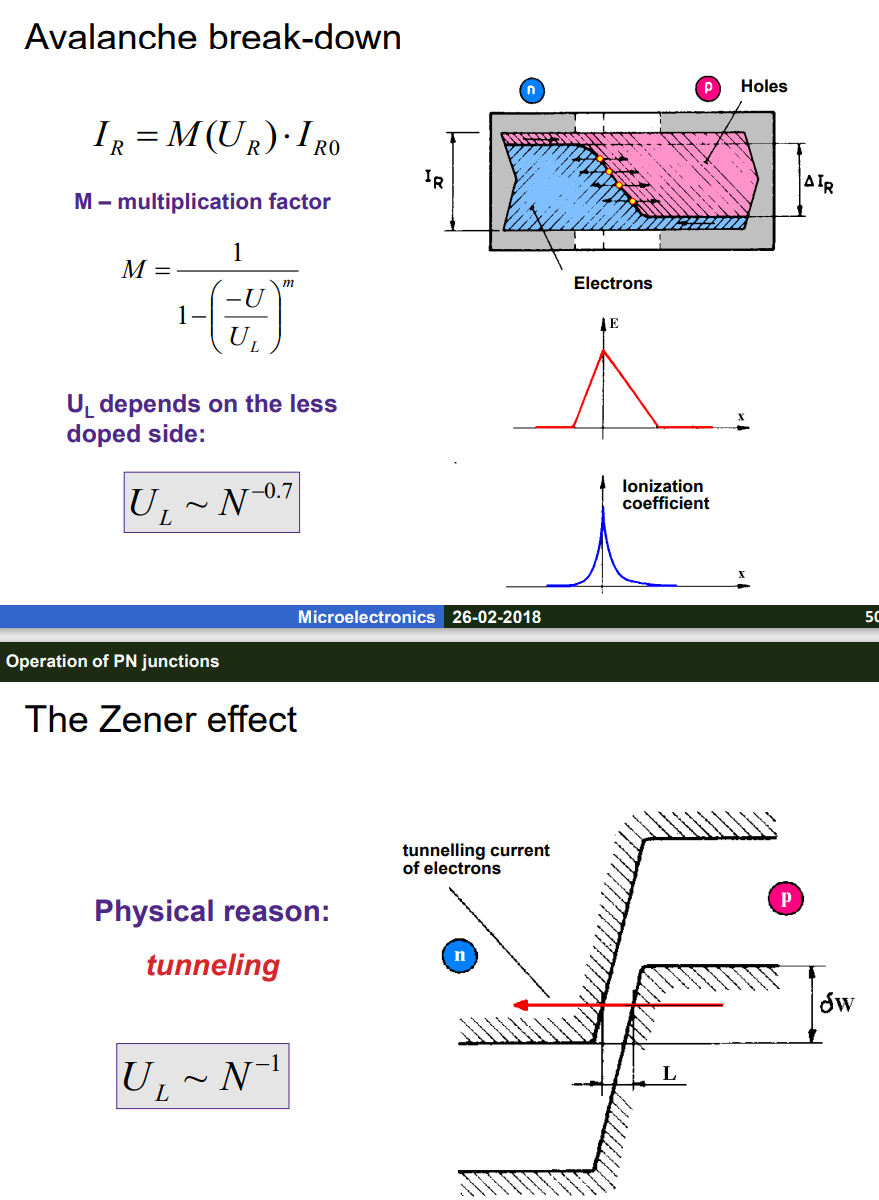 Avalanche break-down
I_R = M(U_R)·I_R0
M – multiplication factor
M = 1 / (1 − (−U / U_L)^m)
U_L depends on the less
doped side:
U_L ~ N^−0.7
n
p
Holes
I_R
ΔI_R
Electrons
E
x
Ionization
coefficient
x
Microelectronics 26-02-2018
50
Operation of PN junctions
The Zener effect
Physical reason:
tunneling
U_L ~ N^−1
tunnelling current
of electrons
p
n
δW
L